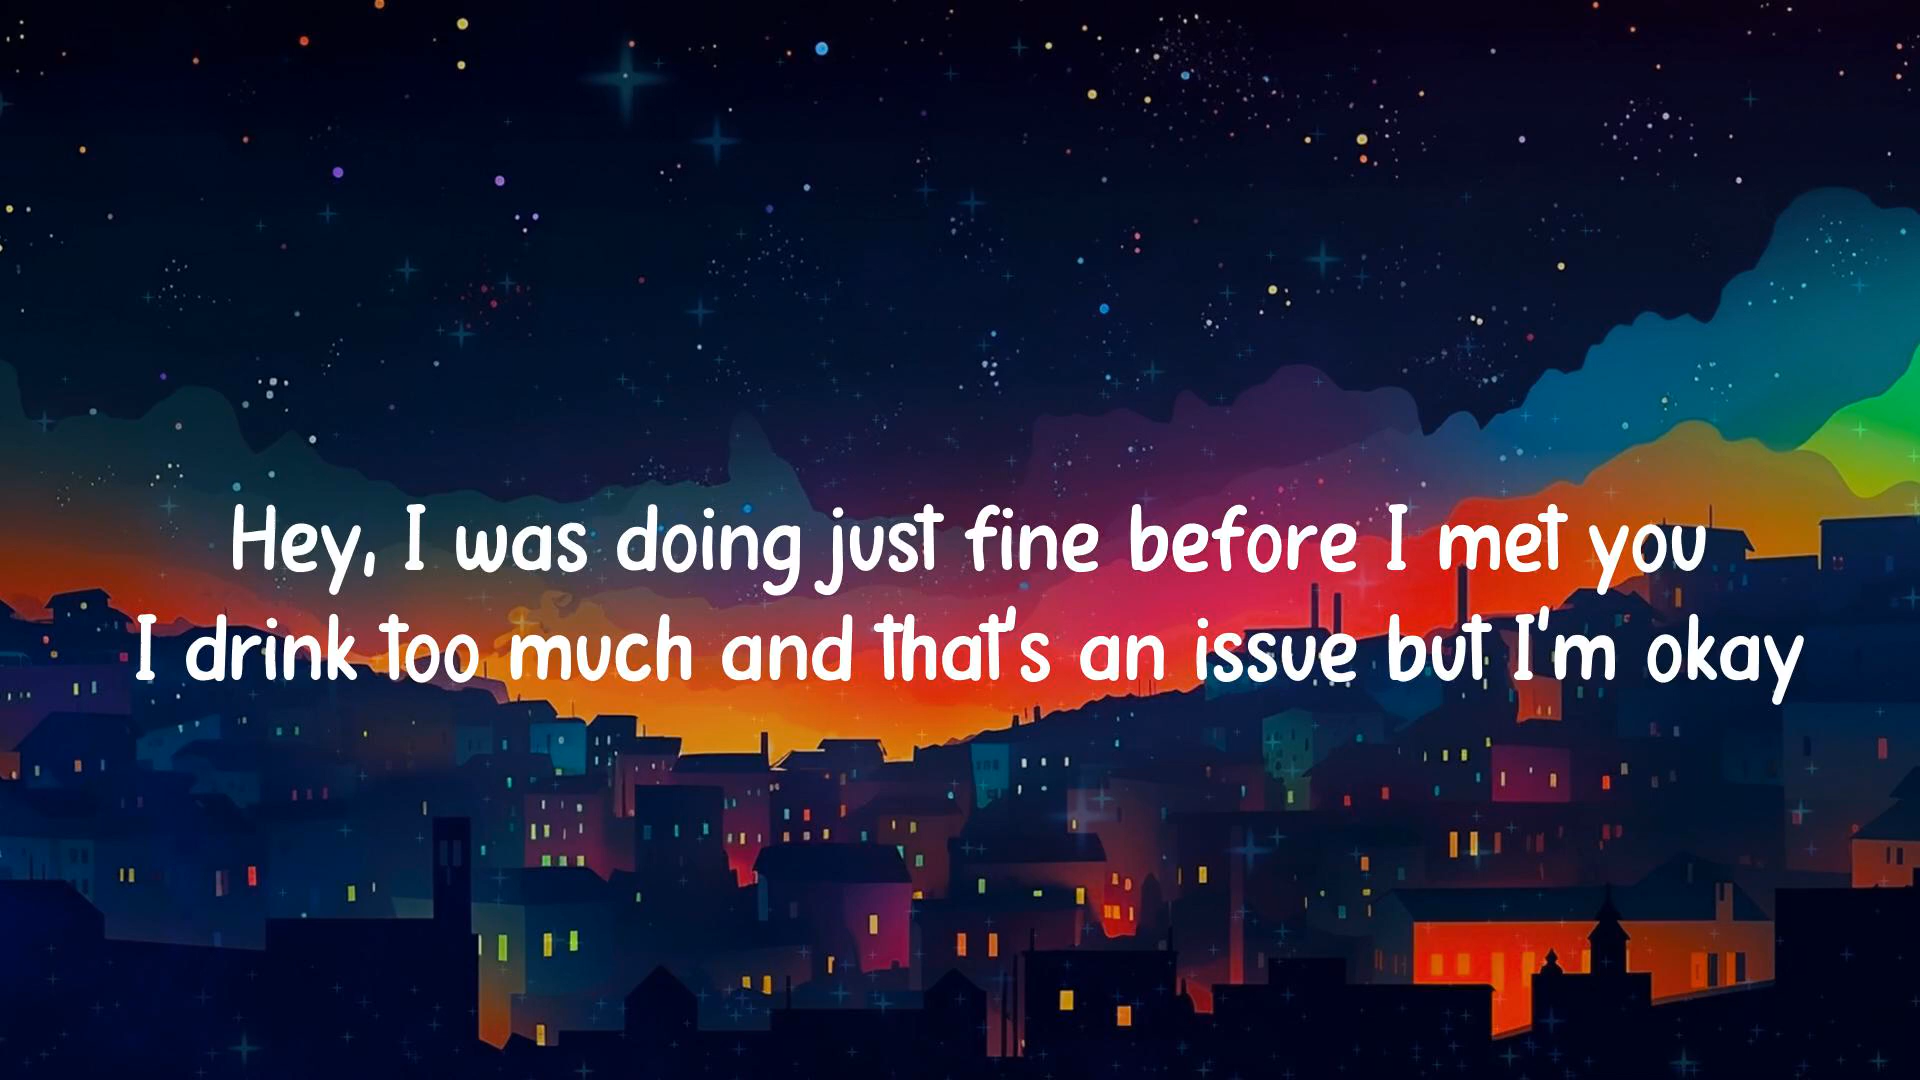 Hey, I was doing just fine before I met you
I drink too much and that's an issue but I'm okay